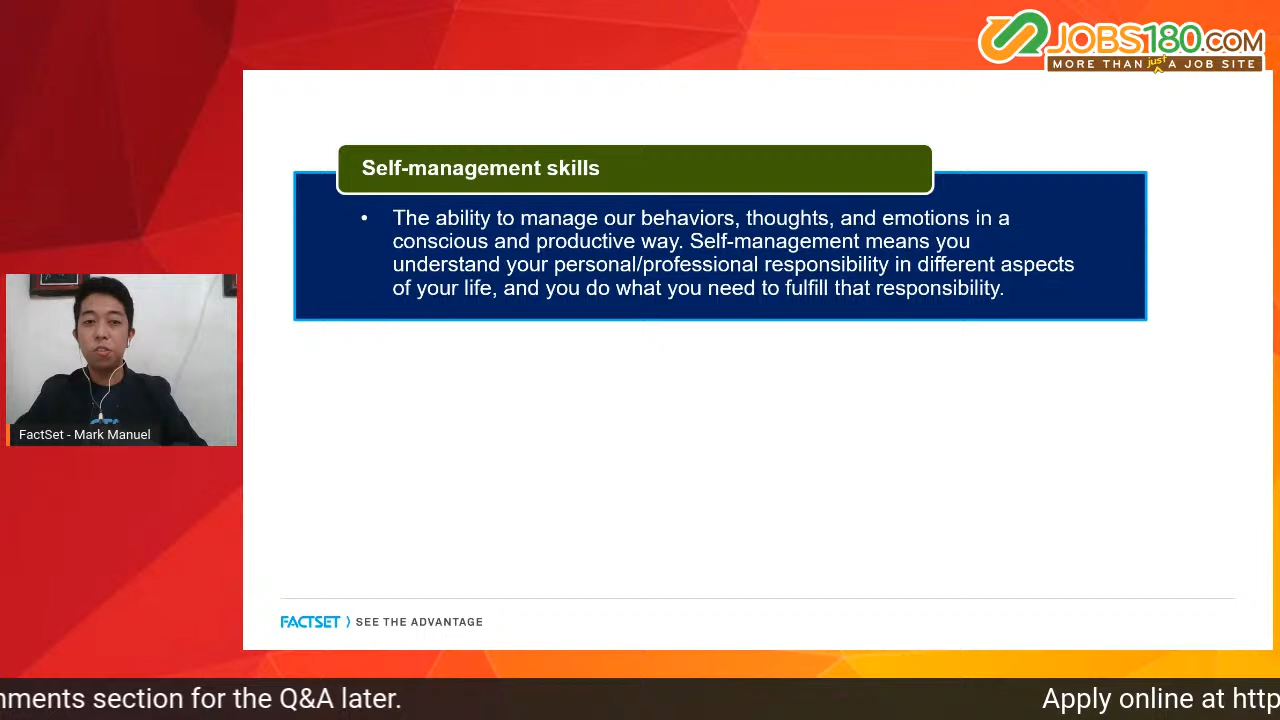 JOBS180.COM
MORE THAN just A JOB SITE
Self-management skills
• The ability to manage our behaviors, thoughts, and emotions in a
conscious and productive way. Self-management means you
understand your personal/professional responsibility in different aspects
of your life, and you do what you need to fulfill that responsibility.
FactSet - Mark Manuel
FACTSET ⟩ SEE THE ADVANTAGE
mments section for the Q&A later.
Apply online at http